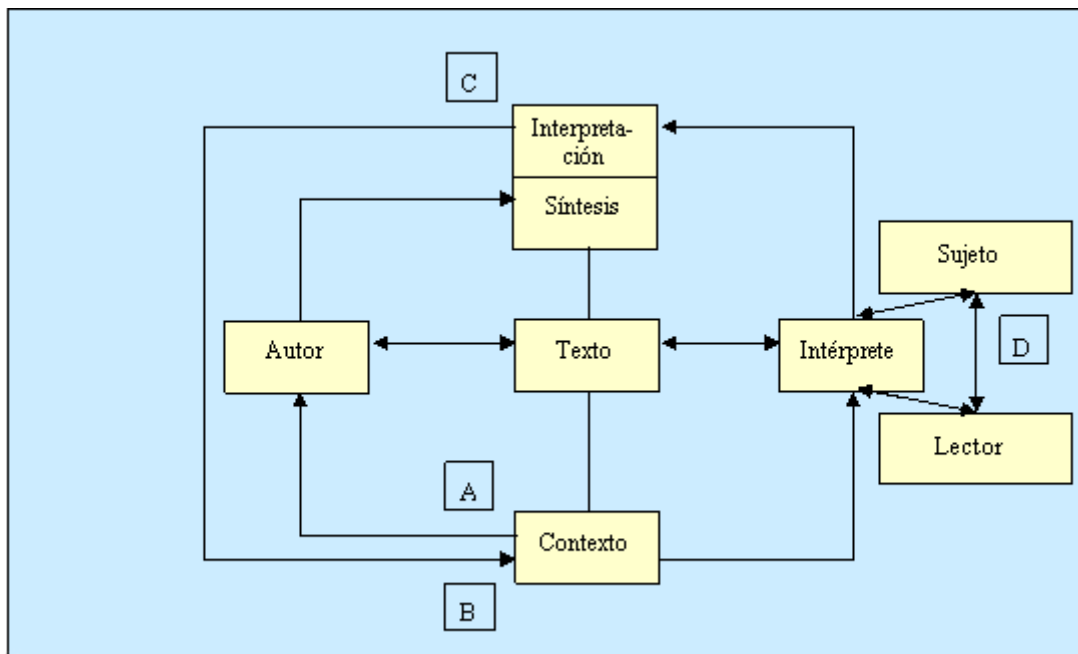 C
Interpreta-
ción
Síntesis
Sujeto
Autor
Texto
Intérprete
D
Lector
A
Contexto
B